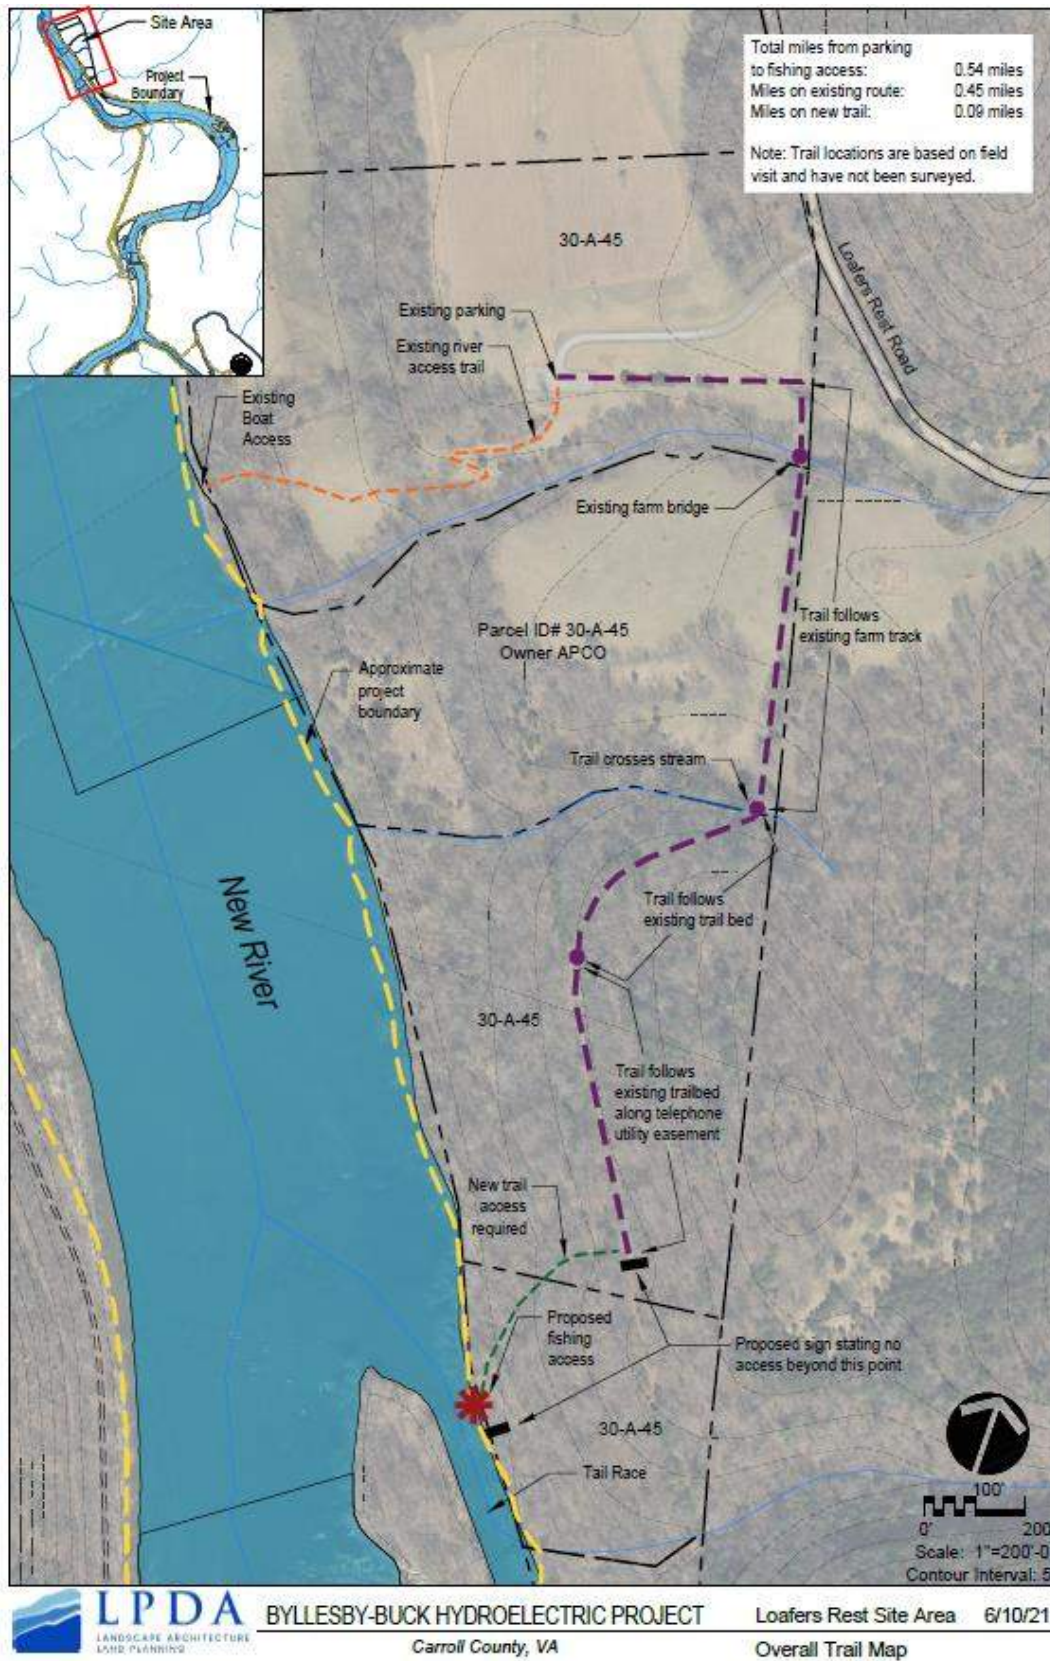 Site Area
Project
Boundary
Total miles from parking
to fishing access: 0.54 miles
Miles on existing route: 0.45 miles
Miles on new trail: 0.09 miles
Note: Trail locations are based on field
visit and have not been surveyed.
30-A-45
Loafers Rest Road
Existing parking
Existing river
access trail
Existing
Boat
Access
Existing farm bridge
Trail follows
existing farm track
Parcel ID# 30-A-45
Owner APCO
Approximate
project
boundary
Trail crosses stream
New River
Trail follows
existing trail bed
30-A-45
Trail follows
existing trailbed
along telephone
utility easement
New trail
access
required
Proposed
fishing
access
Proposed sign stating no
access beyond this point
30-A-45
Tail Race
100'
0' 200
Scale: 1"=200'-0
Contour Interval: 5
LPDA
LANDSCAPE ARCHITECTURE
LAND PLANNING
BYLLESBY-BUCK HYDROELECTRIC PROJECT
Carroll County, VA
Loafers Rest Site Area 6/10/21
Overall Trail Map